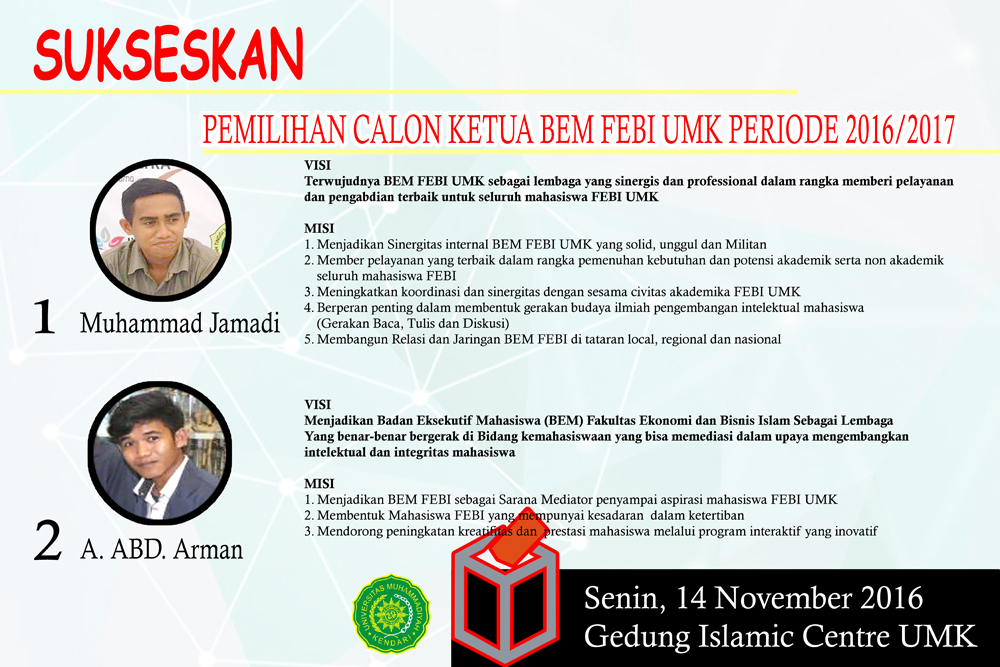 SUKSESKAN
PEMILIHAN CALON KETUA BEM FEBI UMK PERIODE 2016/2017
VISI
Terwujudnya BEM FEBI UMK sebagai lembaga yang sinergis dan professional dalam rangka memberi pelayanan
dan pengabdian terbaik untuk seluruh mahasiswa FEBI UMK
MISI
1. Menjadikan Sinergitas internal BEM FEBI UMK yang solid, unggul dan Militan
2. Member pelayanan yang terbaik dalam rangka pemenuhan kebutuhan dan potensi akademik serta non akademik
seluruh mahasiswa FEBI
3. Meningkatkan koordinasi dan sinergitas dengan sesama civitas akademika FEBI UMK
4. Berperan penting dalam membentuk gerakan budaya ilmiah pengembangan intelektual mahasiswa
(Gerakan Baca, Tulis dan Diskusi)
5. Membangun Relasi dan Jaringan BEM FEBI di tataran local, regional dan nasional
1 Muhammad Jamadi
VISI
Menjadikan Badan Eksekutif Mahasiswa (BEM) Fakultas Ekonomi dan Bisnis Islam Sebagai Lembaga
Yang benar-benar bergerak di Bidang kemahasiswaan yang bisa memediasi dalam upaya mengembangkan
intelektual dan integritas mahasiswa
MISI
1. Menjadikan BEM FEBI sebagai Sarana Mediator penyampai aspirasi mahasiswa FEBI UMK
2. Membentuk Mahasiswa FEBI yang mempunyai kesadaran dalam ketertiban
3. Mendorong peningkatan kreatifitas dan prestasi mahasiswa melalui program interaktif yang inovatif
2 A. ABD. Arman
UNIVERSITAS MUHAMMADIYAH
KENDARI
Senin, 14 November 2016
Gedung Islamic Centre UMK